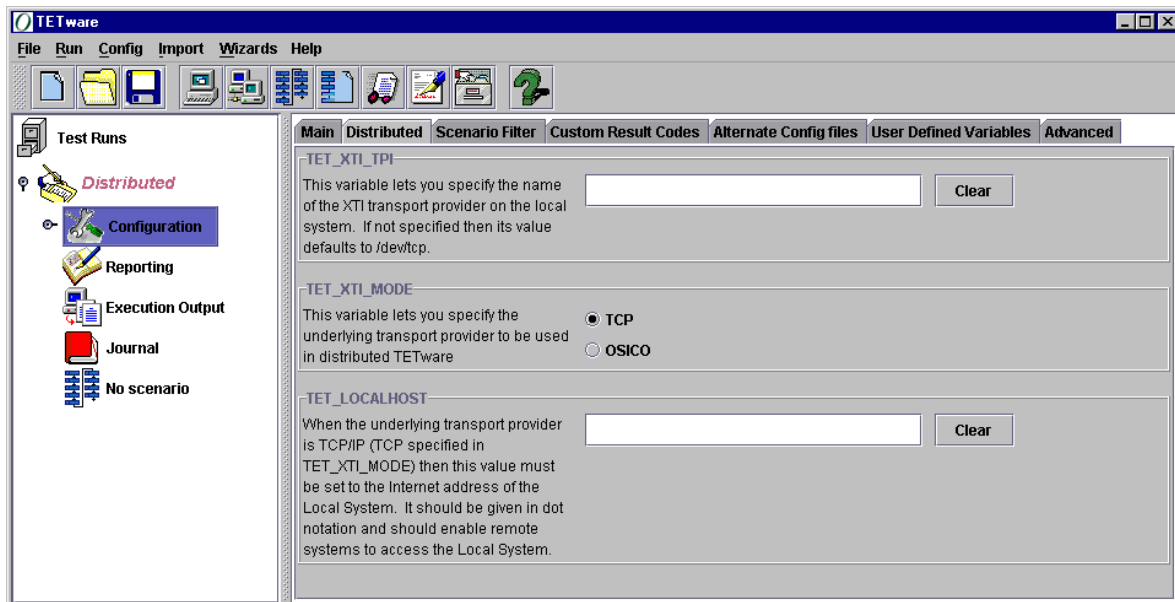 TETware
File Run Config Import Wizards Help
Test Runs
Distributed
Configuration
Reporting
Execution Output
Journal
No scenario
Main Distributed Scenario Filter Custom Result Codes Alternate Config files User Defined Variables Advanced
TET_XTI_TPI
This variable lets you specify the name
of the XTI transport provider on the local
system. If not specified then its value
defaults to /dev/tcp.
Clear
TET_XTI_MODE
This variable lets you specify the
underlying transport provider to be used
in distributed TETware
TCP
OSICO
TET_LOCALHOST
When the underlying transport provider
is TCP/IP (TCP specified in
TET_XTI_MODE) then this value must
be set to the Internet address of the
Local System. It should be given in dot
notation and should enable remote
systems to access the Local System.
Clear